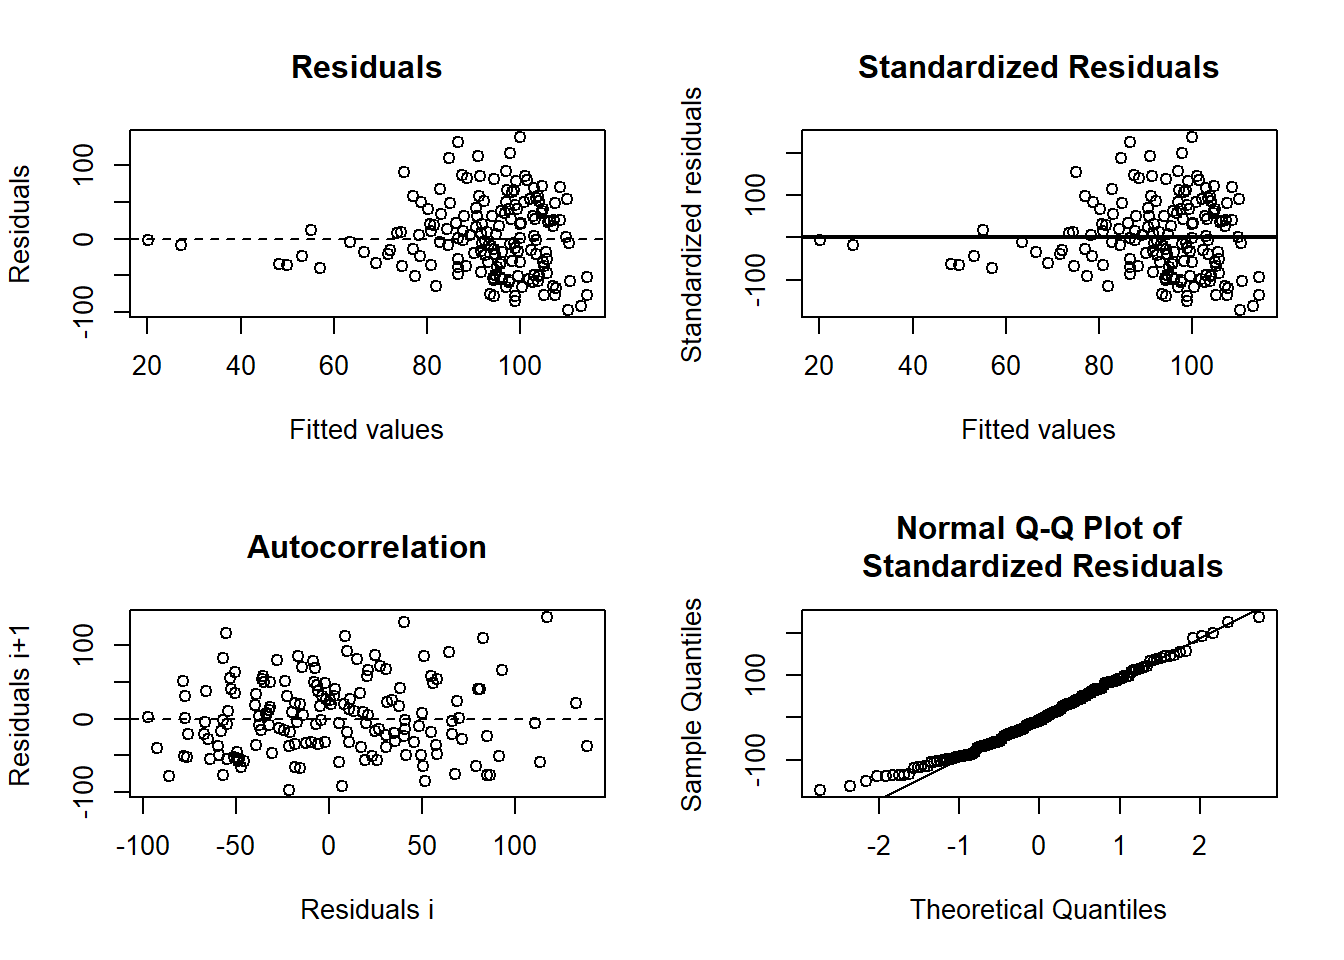 Residuals
Residuals
100
0
-100
20 40 60 80 100
Fitted values
Standardized Residuals
Standardized residuals
100
-100
20 40 60 80 100
Fitted values
Autocorrelation
Residuals i+1
100
0
-100
-100 -50 0 50 100
Residuals i
Normal Q-Q Plot of
Standardized Residuals
Sample Quantiles
100
-100
-2 -1 0 1 2
Theoretical Quantiles